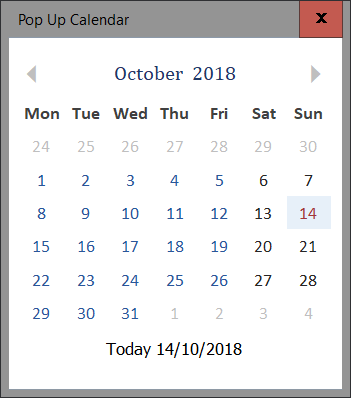 Pop Up Calendar x
October 2018
Mon Tue Wed Thu Fri Sat Sun
24 25 26 27 28 29 30
1 2 3 4 5 6 7
8 9 10 11 12 13 14
15 16 17 18 19 20 21
22 23 24 25 26 27 28
29 30 31 1 2 3 4
Today 14/10/2018